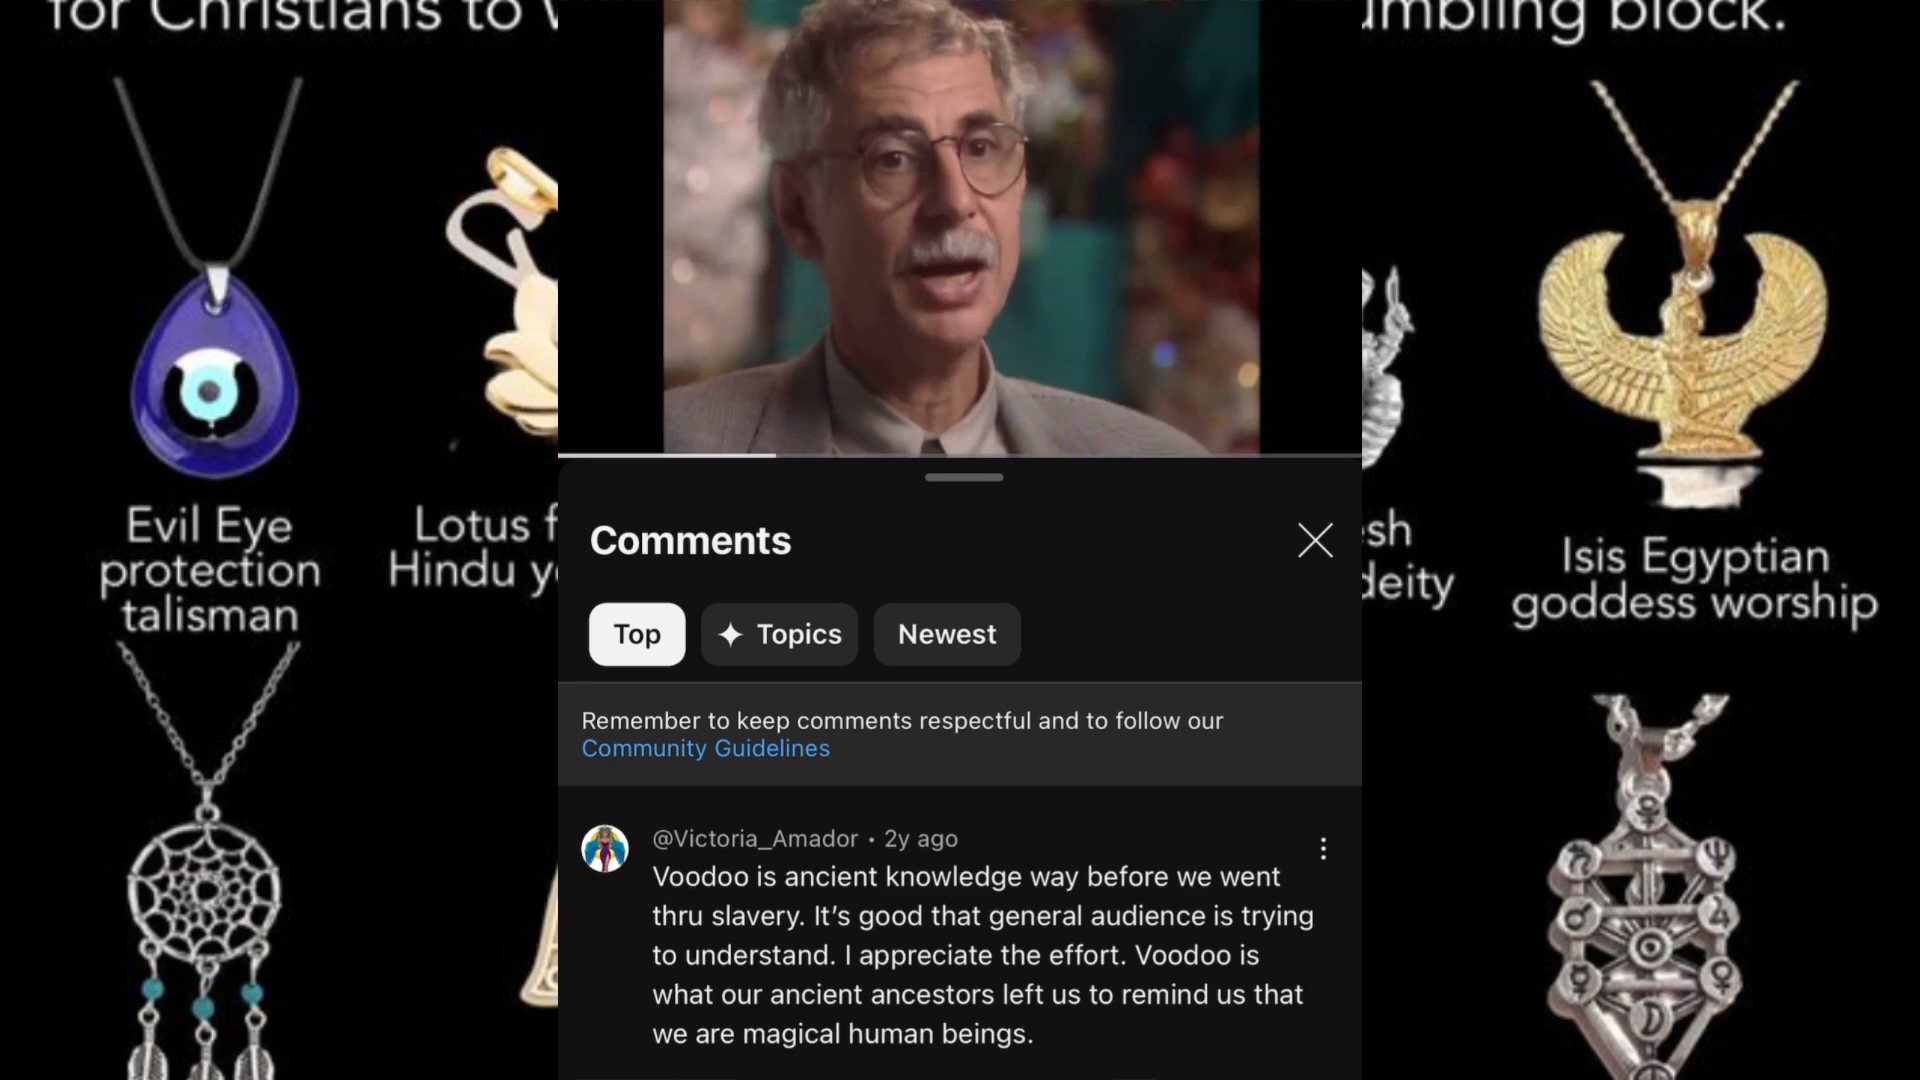 for Christians to
umbling block.
Evil Eye
protection
talisman
Lotus
Hindu
sh
deity
Isis Egyptian
goddess worship
Comments
Top
Topics
Newest
Remember to keep comments respectful and to follow our
Community Guidelines
@Victoria_Amador • 2y ago
Voodoo is ancient knowledge way before we went
thru slavery. It’s good that general audience is trying
to understand. I appreciate the effort. Voodoo is
what our ancient ancestors left us to remind us that
we are magical human beings.